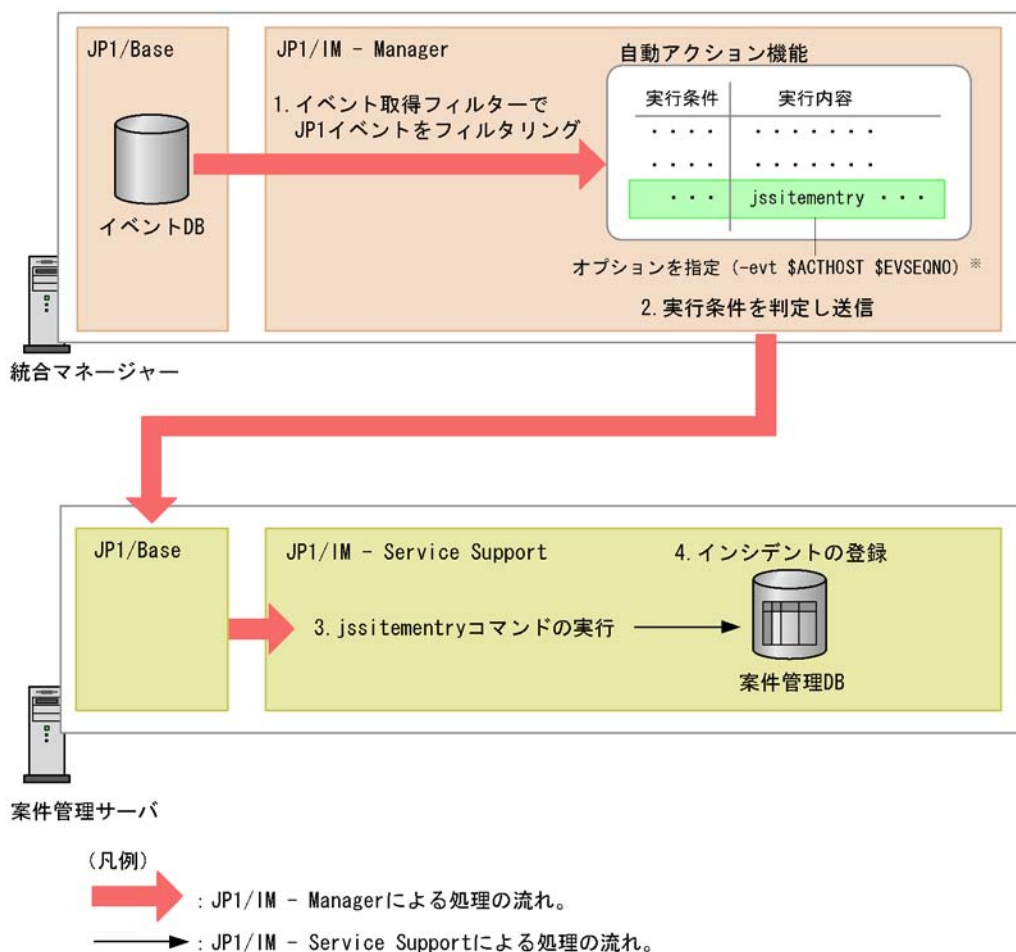 JP1/Base
JP1/IM - Manager
自動アクション機能
1.イベント取得フィルターで
JP1イベントをフィルタリング
実行条件
実行内容
・・・・
・・・・・・・
・・・・
・・・・・・・
・・・
jssitementry ・・・
イベントDB
オプションを指定（-evt $ACTHOST $EVSEQNO）※
2.実行条件を判定し送信
統合マネージャー
JP1/Base
JP1/IM - Service Support
4.インシデントの登録
3.jssitementryコマンドの実行
案件管理DB
案件管理サーバ
（凡例）
：JP1/IM - Managerによる処理の流れ。
：JP1/IM - Service Supportによる処理の流れ。